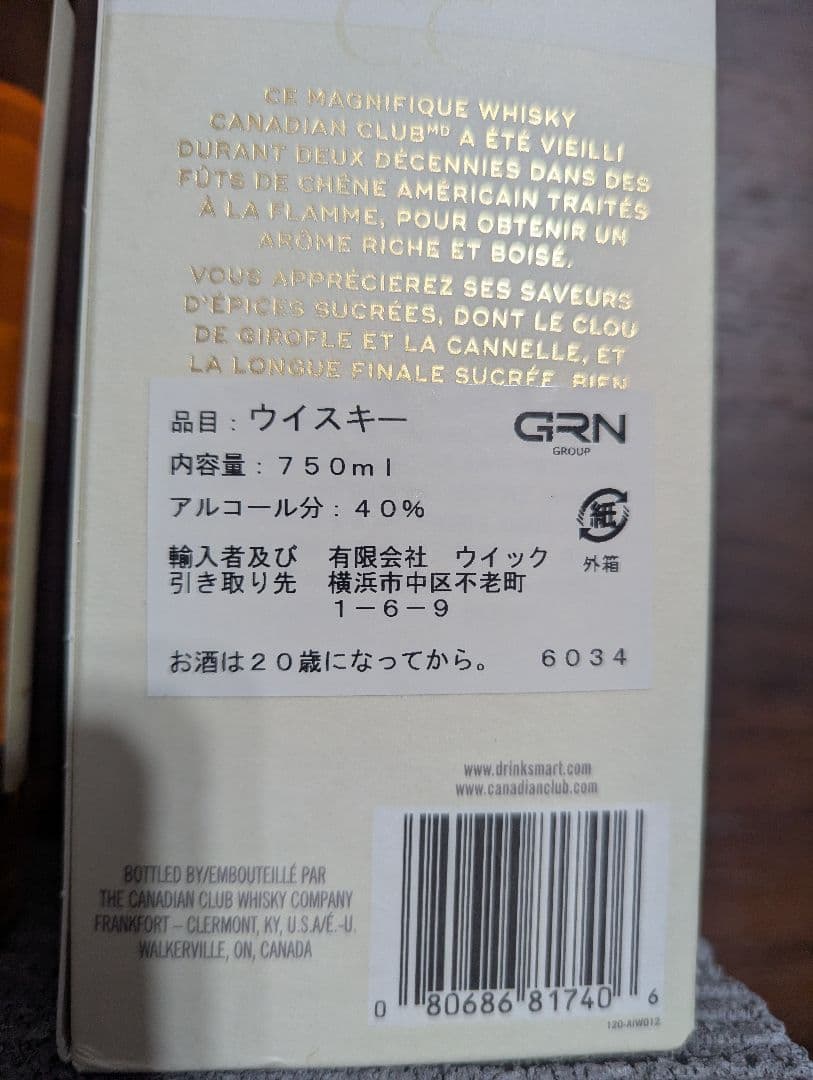 CE MAGNIFIQUE WHISKY
CANADIAN CLUBᴹᴰ A ÉTÉ VIEILLI
DURANT DEUX DÉCENNIES DANS DES
FÛTS DE CHÊNE AMÉRICAIN TRAITÉS
À LA FLAMME, POUR OBTENIR UN
ARÔME RICHE ET BOISÉ.
VOUS APPRÉCIEREZ SES SAVEURS
D'ÉPICES SUCRÉES, DONT LE CLOU
DE GIROFLE ET LA CANNELLE, ET
LA LONGUE FINALE SUCRÉE, BIEN
品目：ウイスキー
GRN
GROUP
内容量：７５０ｍｌ
アルコール分：４０％
紙
外箱
輸入者及び　有限会社　ウイック
引き取り先　横浜市中区不老町
１－６－９
お酒は２０歳になってから。　６０３４
www.drinksmart.com
www.canadianclub.com
BOTTLED BY/EMBOUTEILLÉ PAR
THE CANADIAN CLUB WHISKY COMPANY
FRANKFORT – CLERMONT, KY, U.S.A/É.-U.
WALKERVILLE, ON, CANADA
0 80686 81740 6
120-AIW012